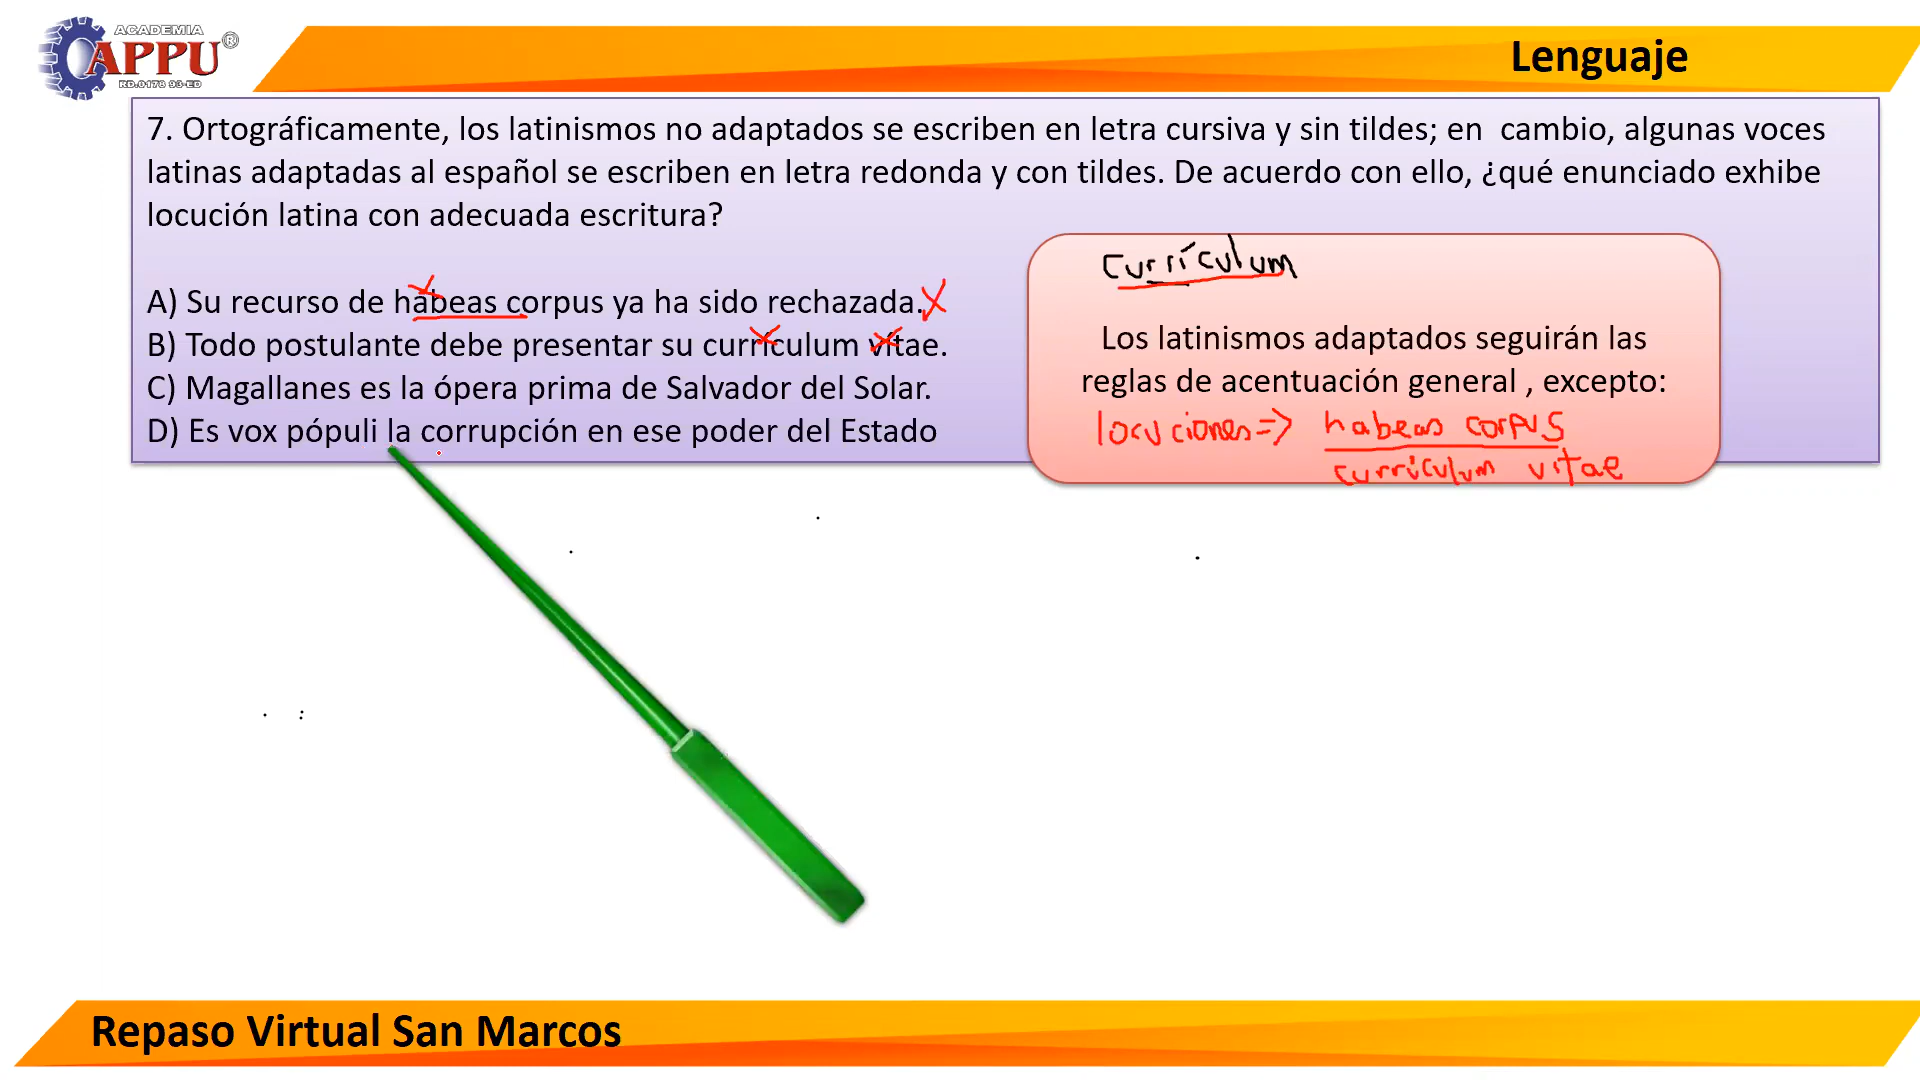 ACADEMIA
APPU®
RD.0178 93-ED
Lenguaje
7. Ortográficamente, los latinismos no adaptados se escriben en letra cursiva y sin tildes; en cambio, algunas voces
latinas adaptadas al español se escriben en letra redonda y con tildes. De acuerdo con ello, ¿qué enunciado exhibe
locución latina con adecuada escritura?
A) Su recurso de hábeas corpus ya ha sido rechazada.
B) Todo postulante debe presentar su currículum vítae.
C) Magallanes es la ópera prima de Salvador del Solar.
D) Es vox pópuli la corrupción en ese poder del Estado
currículum
Los latinismos adaptados seguirán las
reglas de acentuación general , excepto:
locuciones => habeas corpus
curriculum vitae
Repaso Virtual San Marcos